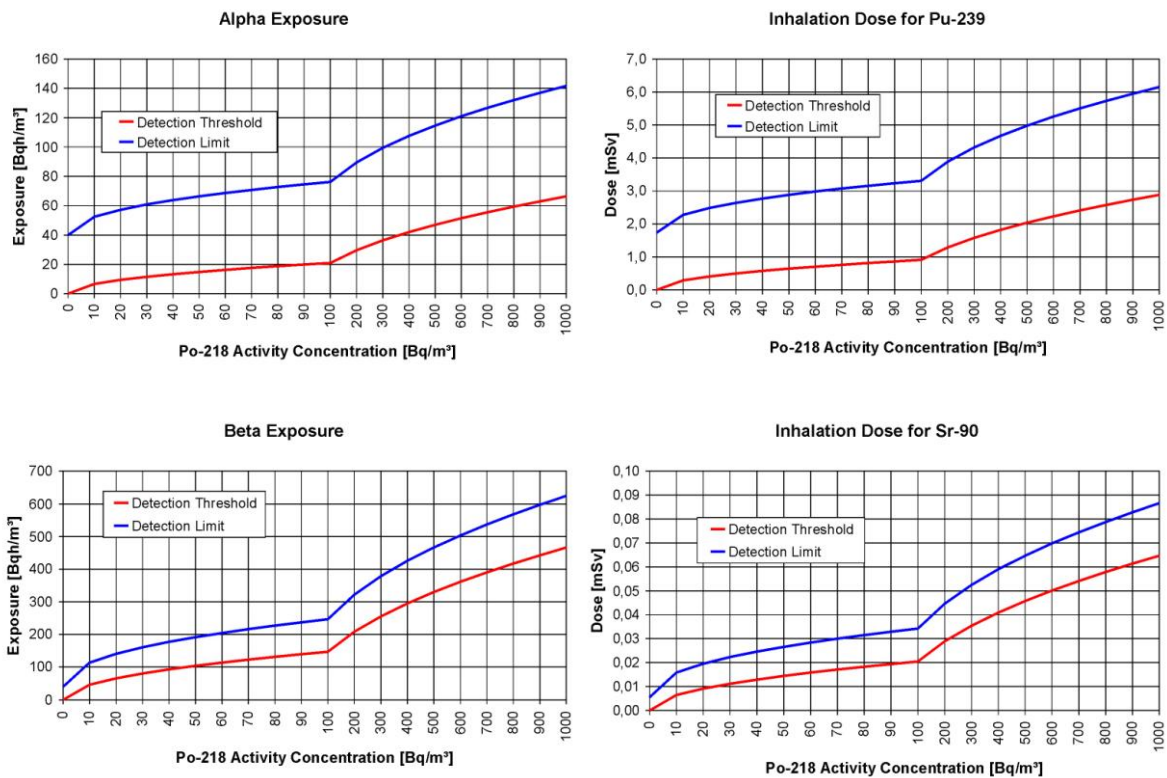 Alpha Exposure
Exposure [Bqh/m³]
160
140
120
100
80
60
40
20
0
Detection Threshold
Detection Limit
0 10 20 30 40 50 60 70 80 90 100 200 300 400 500 600 700 800 900 1000
Po-218 Activity Concentration [Bq/m³]
Inhalation Dose for Pu-239
Dose [mSv]
7,0
6,0
5,0
4,0
3,0
2,0
1,0
0,0
Detection Threshold
Detection Limit
0 10 20 30 40 50 60 70 80 90 100 200 300 400 500 600 700 800 900 1000
Po-218 Activity Concentration [Bq/m³]
Beta Exposure
Exposure [Bqh/m³]
700
600
500
400
300
200
100
0
Detection Threshold
Detection Limit
0 10 20 30 40 50 60 70 80 90 100 200 300 400 500 600 700 800 900 1000
Po-218 Activity Concentration [Bq/m³]
Inhalation Dose for Sr-90
Dose [mSv]
0,10
0,09
0,08
0,07
0,06
0,05
0,04
0,03
0,02
0,01
0,00
Detection Threshold
Detection Limit
0 10 20 30 40 50 60 70 80 90 100 200 300 400 500 600 700 800 900 1000
Po-218 Activity Concentration [Bq/m³]